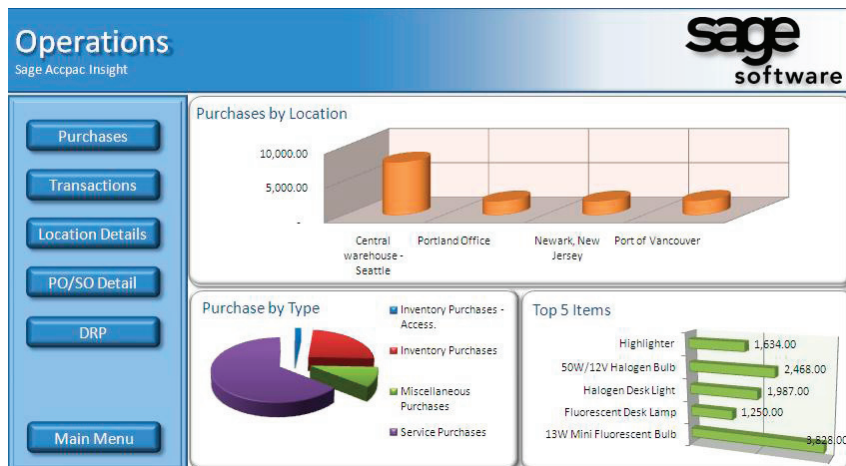 Operations
Sage Accpac Insight
sage
software
Purchases
Transactions
Location Details
PO/SO Detail
DRP
Main Menu
Purchases by Location
10,000.00
5,000.00
-
Central
warehouse -
Seattle
Portland Office
Newark, New
Jersey
Port of Vancouver
Purchase by Type
Inventory Purchases -
Access.
Inventory Purchases
Miscellaneous
Purchases
Service Purchases
Top 5 Items
Highlighter
1,634.00
50W/12V Halogen Bulb
2,468.00
Halogen Desk Light
1,987.00
Fluorescent Desk Lamp
1,250.00
13W Mini Fluorescent Bulb
3,828.00